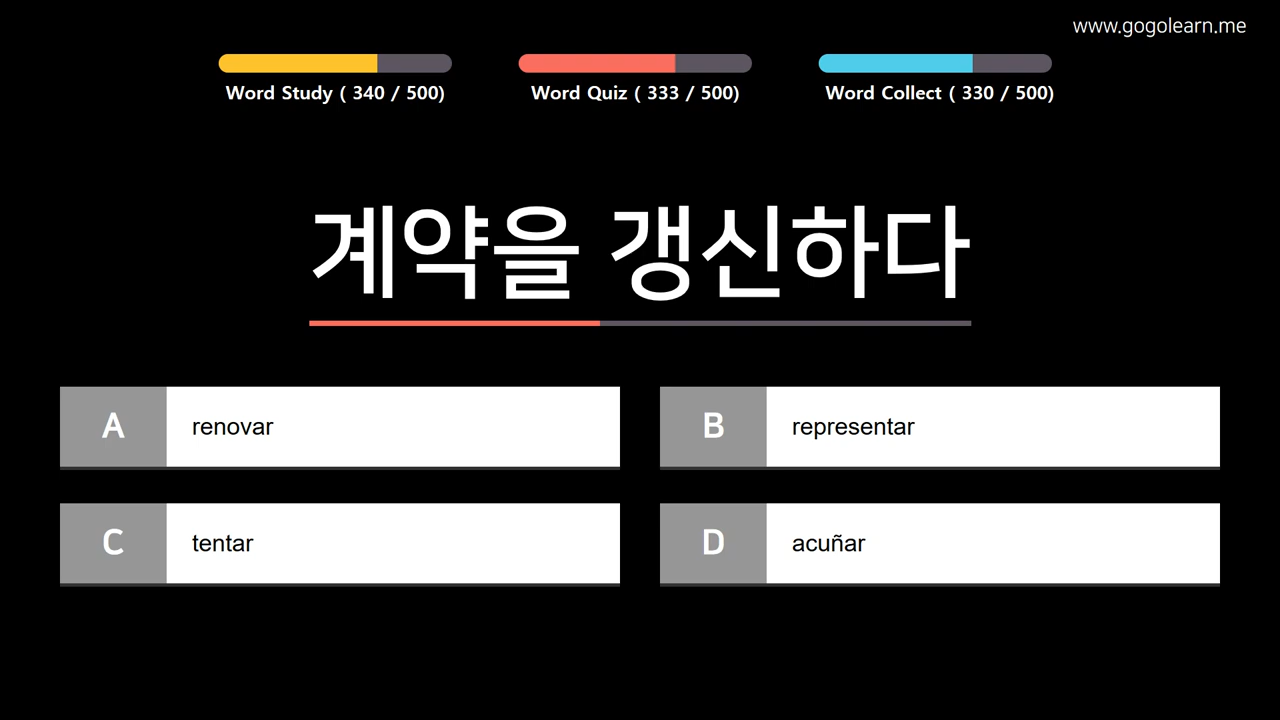 www.gogolearn.me
Word Study ( 340 / 500)
Word Quiz ( 333 / 500)
Word Collect ( 330 / 500)
계약을 갱신하다
A renovar
B representar
C tentar
D acuñar